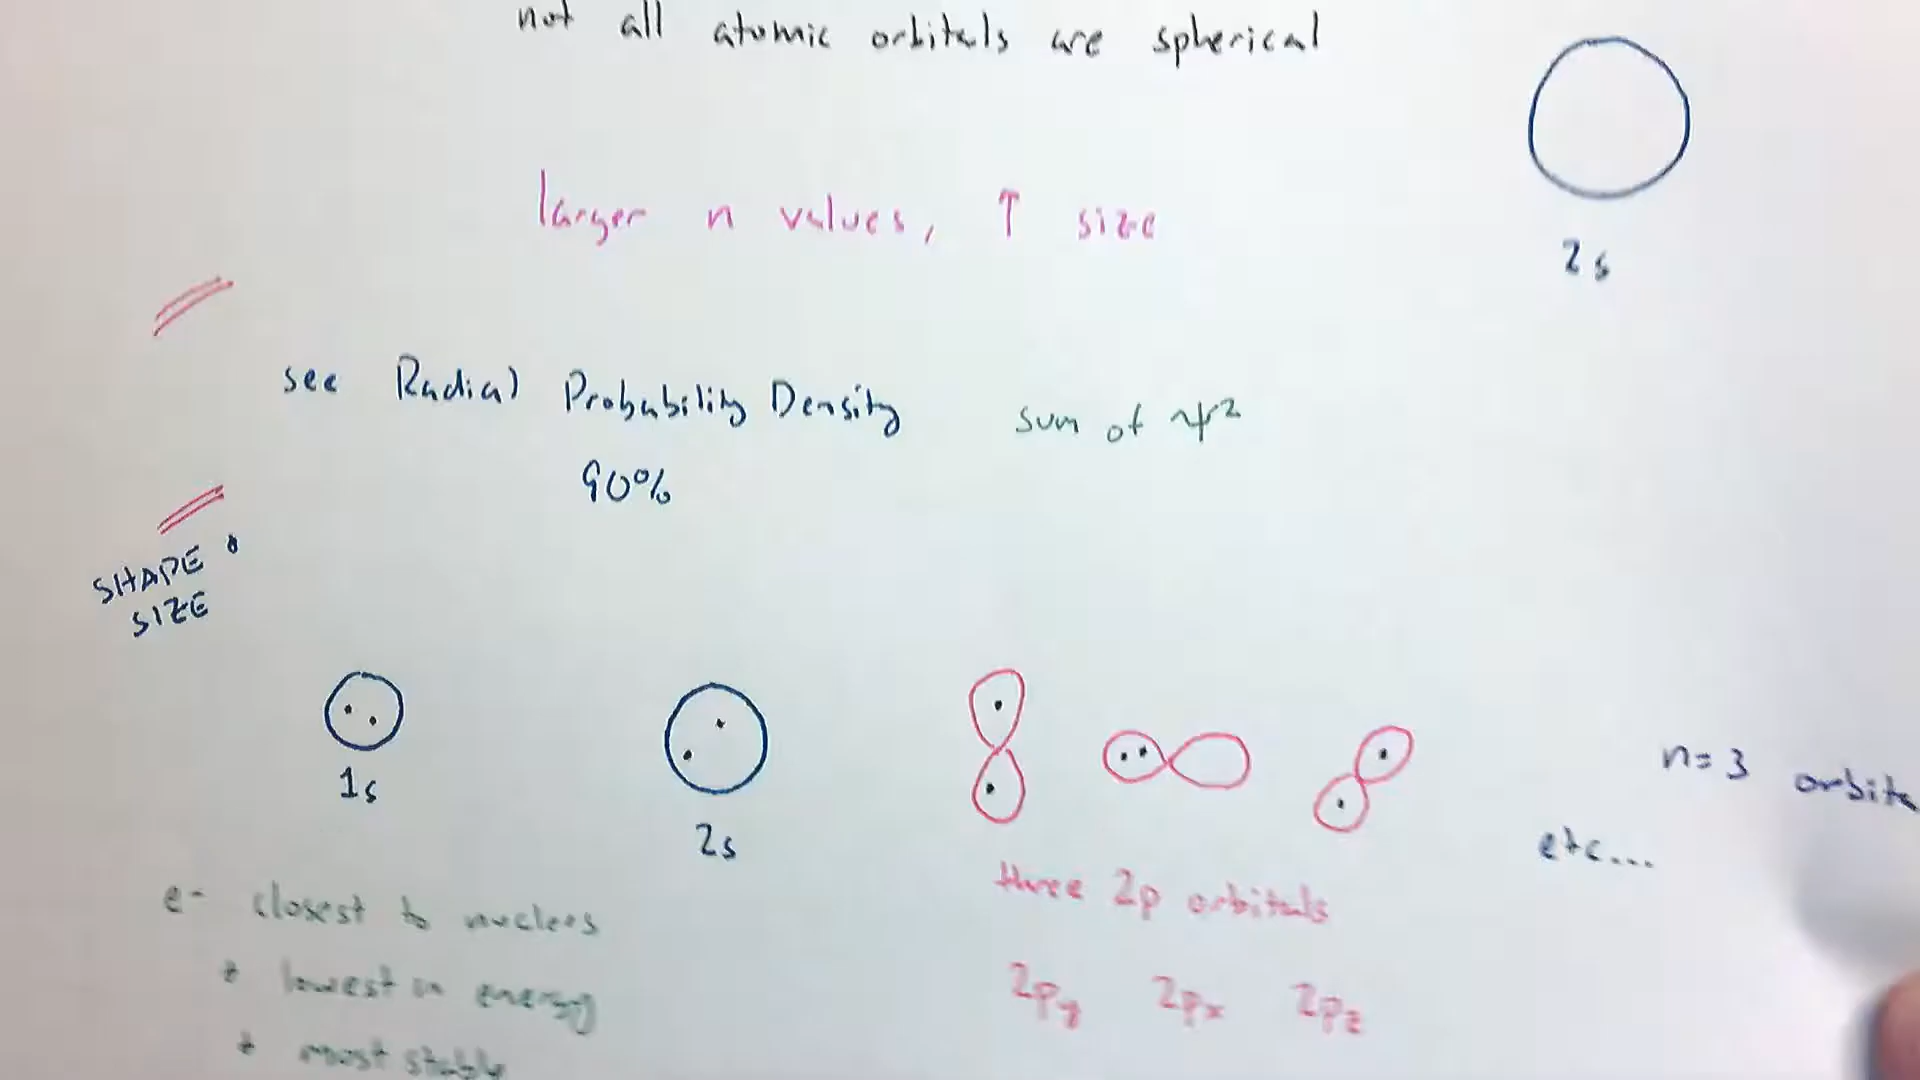 not all atomic orbitals are spherical
larger n values, ↑ size
2s
see Radial Probability Density
sum of ψ²
90%
SHAPE
SIZE
1s
2s
n=3 orbita
etc...
three 2p orbitals
2py 2px 2pz
e- closest to nucleus
+ lowest in energy
+ most stable